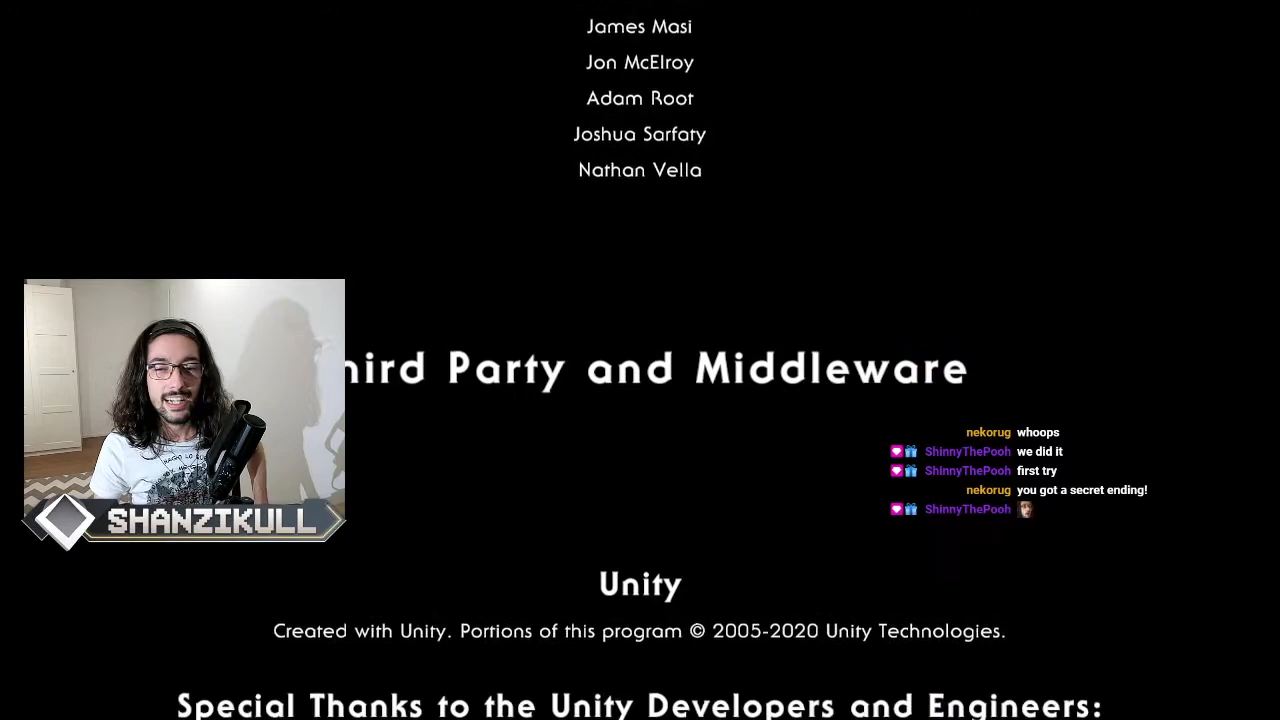 James Masi
Jon McElroy
Adam Root
Joshua Sarfaty
Nathan Vella
hird Party and Middleware
nekorug whoops
ShinnyThePooh we did it
ShinnyThePooh first try
nekorug you got a secret ending!
ShinnyThePooh
SHANZIKULL
Unity
Created with Unity. Portions of this program © 2005-2020 Unity Technologies.
Special Thanks to the Unity Developers and Engineers: